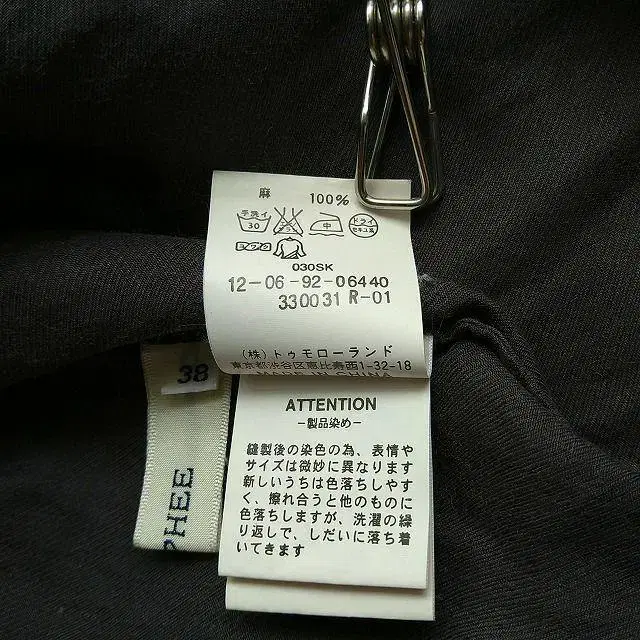 麻 100%
手洗イ
30
中
ドライ
セキユ系
030SK
12-06-92-06440
330031 R-01
(株)トゥモローランド
東京都渋谷区恵比寿西1-32-18
MADE IN CHINA
38
PHEE
ATTENTION
-製品染め-
縫製後の染色の為、表情や
サイズは微妙に異なります
新しいうちは色落ちしやす
く、擦れ合うと他のものに
色落ちしますが、洗濯の繰
り返しで、しだいに落ち着
いてきます